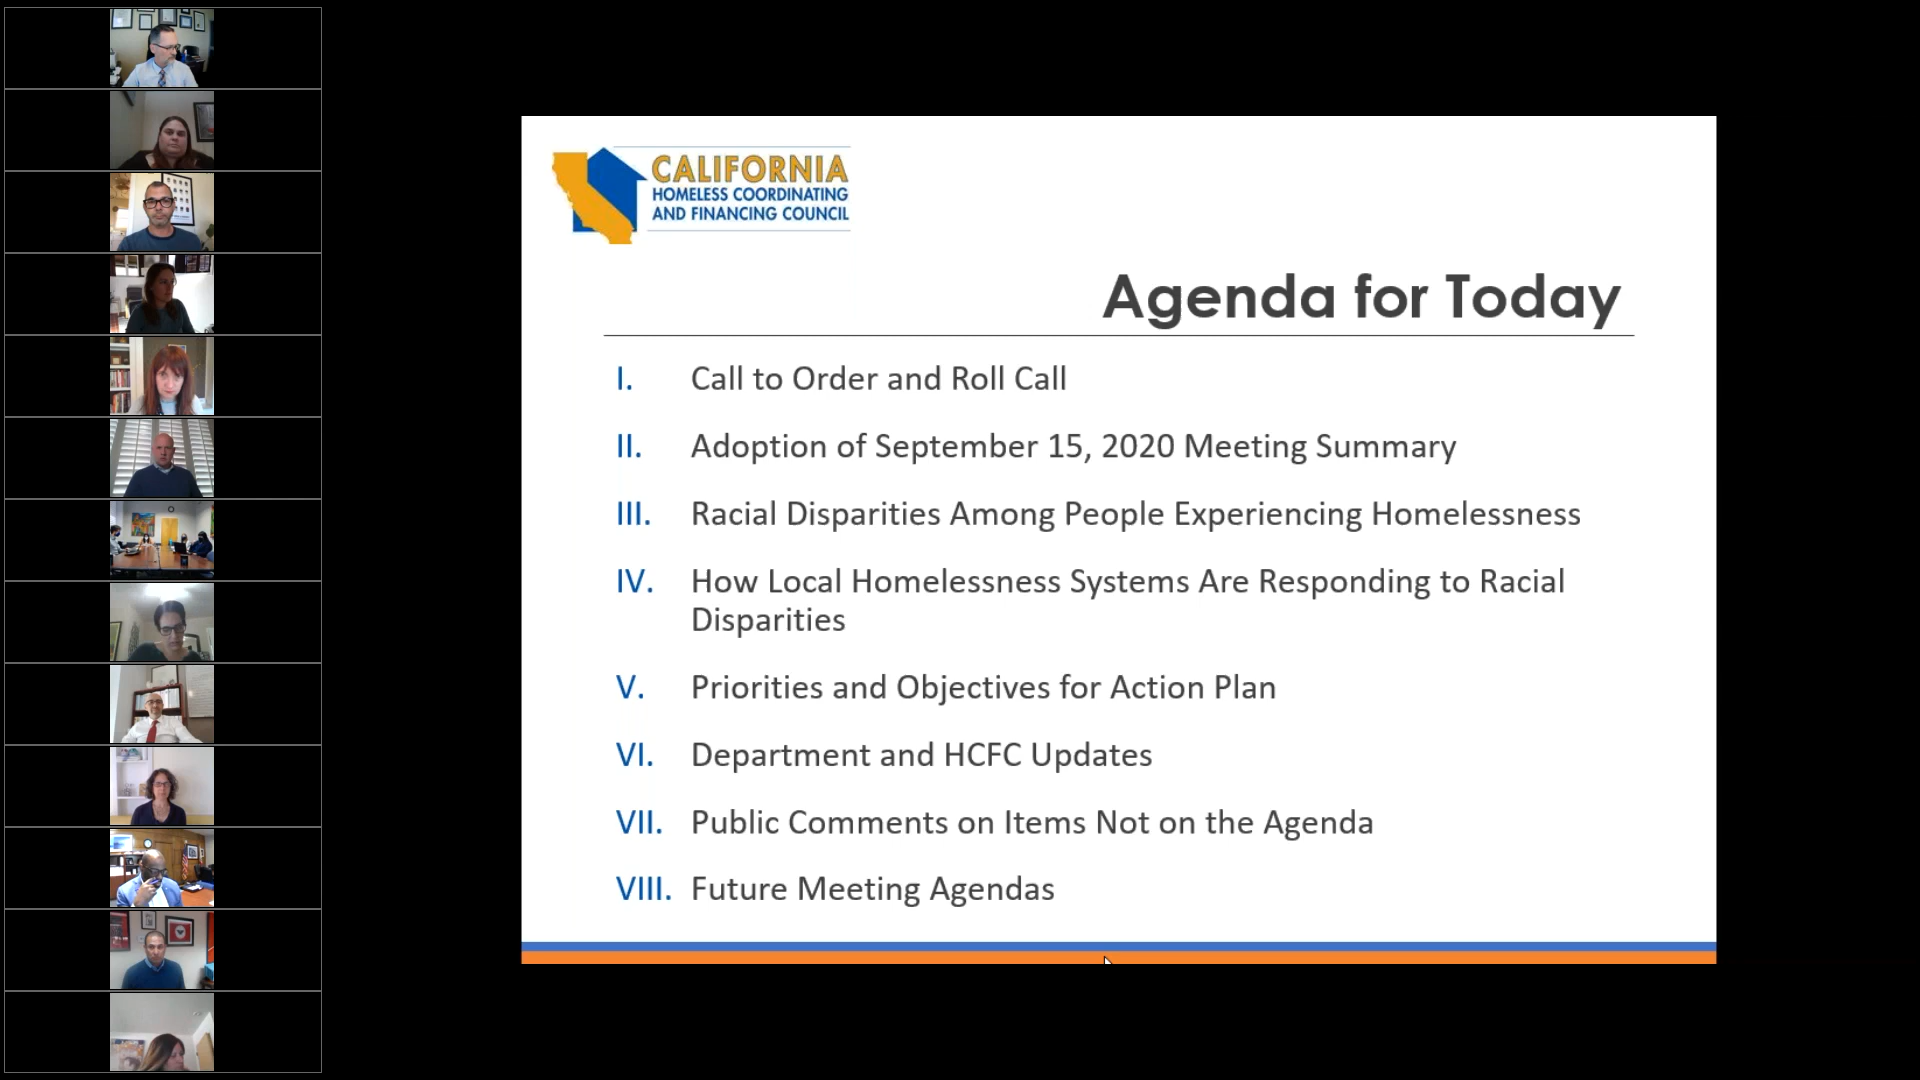 CALIFORNIA
HOMELESS COORDINATING
AND FINANCING COUNCIL
Agenda for Today
I. Call to Order and Roll Call
II. Adoption of September 15, 2020 Meeting Summary
III. Racial Disparities Among People Experiencing Homelessness
IV. How Local Homelessness Systems Are Responding to Racial
Disparities
V. Priorities and Objectives for Action Plan
VI. Department and HCFC Updates
VII. Public Comments on Items Not on the Agenda
VIII. Future Meeting Agendas